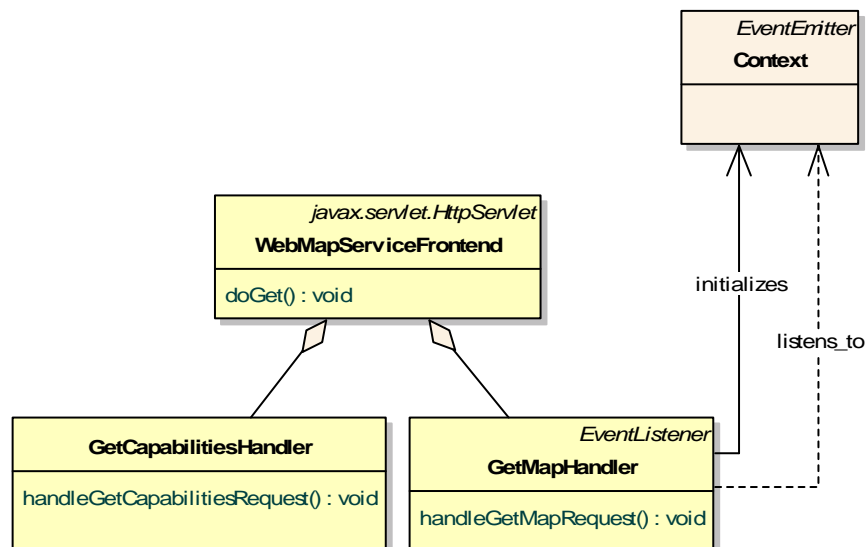 EventEmitter
Context
javax.servlet.HttpServlet
WebMapServiceFrontend
doGet() : void
initializes
listens_to
GetCapabilitiesHandler
handleGetCapabilitiesRequest() : void
EventListener
GetMapHandler
handleGetMapRequest() : void